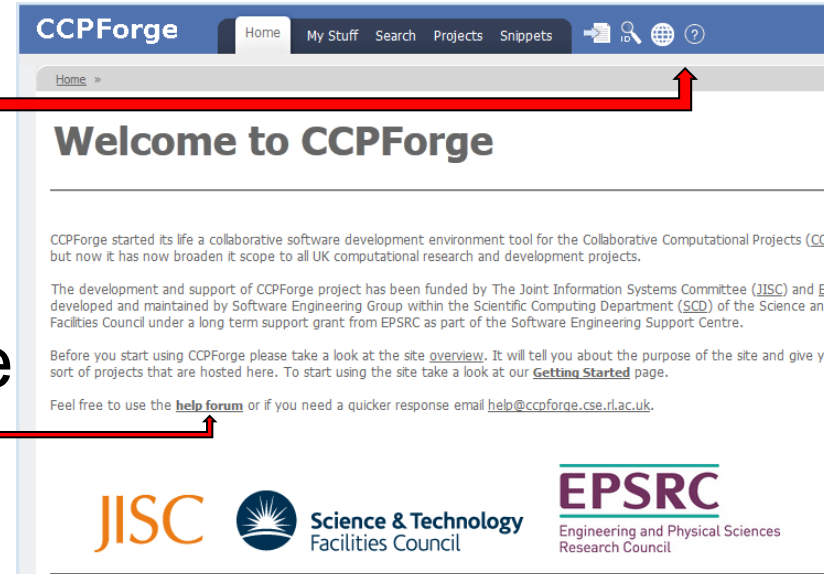 CCPForge Home My Stuff Search Projects Snippets ID ?
Home »
Welcome to CCPForge
CCPForge started its life a collaborative software development environment tool for the Collaborative Computational Projects (CC
but now it has now broaden it scope to all UK computational research and development projects.
The development and support of CCPForge project has been funded by The Joint Information Systems Committee (JISC) and E
developed and maintained by Software Engineering Group within the Scientific Computing Department (SCD) of the Science an
Facilities Council under a long term support grant from EPSRC as part of the Software Engineering Support Centre.
e
Before you start using CCPForge please take a look at the site overview. It will tell you about the purpose of the site and give y
sort of projects that are hosted here. To start using the site take a look at our Getting Started page.
Feel free to use the help forum or if you need a quicker response email help@ccpforge.cse.rl.ac.uk.
JISC
Science & Technology
Facilities Council
EPSRC
Engineering and Physical Sciences
Research Council